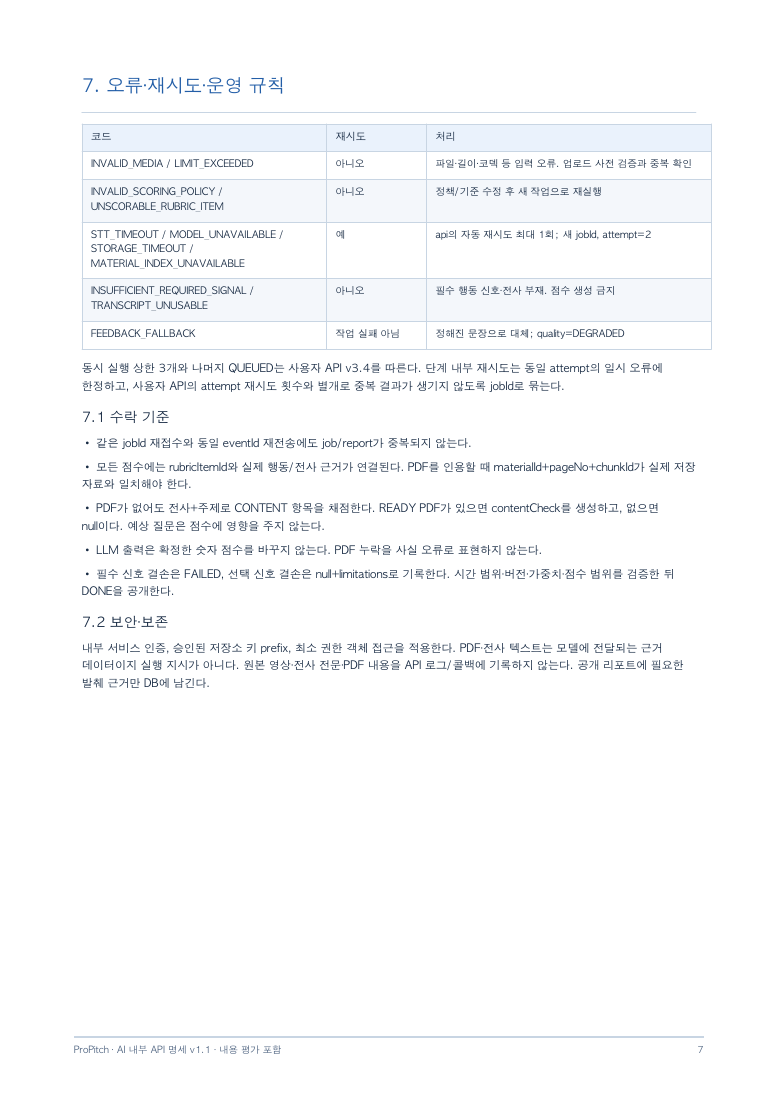 7. 오류·재시도·운영 규칙
코드 재시도 처리
INVALID_MEDIA / LIMIT_EXCEEDED 아니오 파일·길이·코덱 등 입력 오류. 업로드 사전 검증과 중복 확인
INVALID_SCORING_POLICY / 아니오 정책/기준 수정 후 새 작업으로 재실행
UNSCORABLE_RUBRIC_ITEM
STT_TIMEOUT / MODEL_UNAVAILABLE / 예 api의 자동 재시도 최대 1회; 새 jobId, attempt=2
STORAGE_TIMEOUT /
MATERIAL_INDEX_UNAVAILABLE
INSUFFICIENT_REQUIRED_SIGNAL / 아니오 필수 행동 신호·전사 부재. 점수 생성 금지
TRANSCRIPT_UNUSABLE
FEEDBACK_FALLBACK 작업 실패 아님 정해진 문장으로 대체; quality=DEGRADED
동시 실행 상한 3개와 나머지 QUEUED는 사용자 API v3.4를 따른다. 단계 내부 재시도는 동일 attempt의 일시 오류에
한정하고, 사용자 API의 attempt 재시도 횟수와 별개로 중복 결과가 생기지 않도록 jobId로 묶는다.
7.1 수락 기준
• 같은 jobId 재접수와 동일 eventId 재전송에도 job/report가 중복되지 않는다.
• 모든 점수에는 rubricItemId와 실제 행동/전사 근거가 연결된다. PDF를 인용할 때 materialId+pageNo+chunkId가 실제 저장
자료와 일치해야 한다.
• PDF가 없어도 전사+주제로 CONTENT 항목을 채점한다. READY PDF가 있으면 contentCheck를 생성하고, 없으면
null이다. 예상 질문은 점수에 영향을 주지 않는다.
• LLM 출력은 확정한 숫자 점수를 바꾸지 않는다. PDF 누락을 사실 오류로 표현하지 않는다.
• 필수 신호 결손은 FAILED, 선택 신호 결손은 null+limitations로 기록한다. 시간 범위·버전·가중치·점수 범위를 검증한 뒤
DONE을 공개한다.
7.2 보안·보존
내부 서비스 인증, 승인된 저장소 키 prefix, 최소 권한 객체 접근을 적용한다. PDF·전사 텍스트는 모델에 전달되는 근거
데이터이지 실행 지시가 아니다. 원본 영상·전사 전문·PDF 내용을 API 로그/콜백에 기록하지 않는다. 공개 리포트에 필요한
발췌 근거만 DB에 남긴다.
ProPitch · AI 내부 API 명세 v1.1 · 내용 평가 포함 7